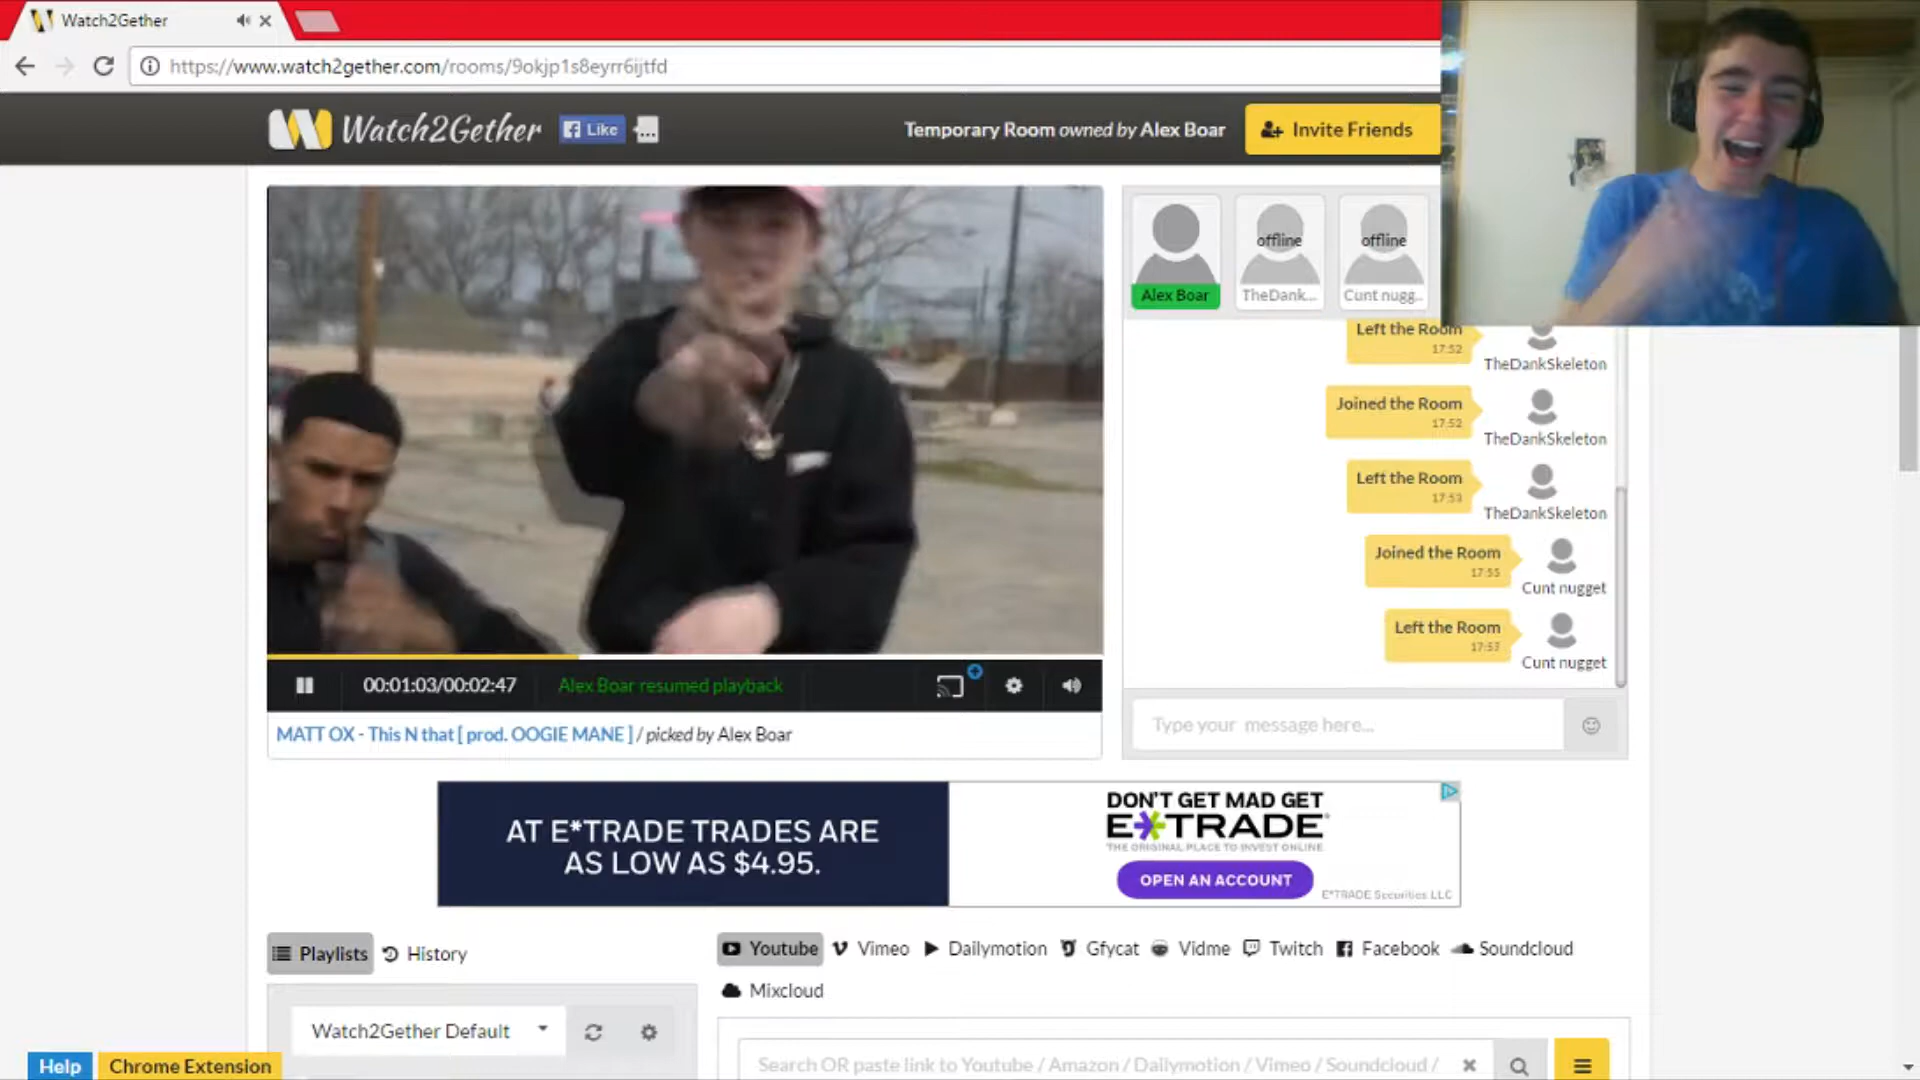 Watch2Gether
https://www.watch2gether.com/rooms/9okjp1s8eyrr6ijtfd
Watch2Gether
Like
...
Temporary Room owned by Alex Boar
Invite Friends
Alex Boar
offline
TheDank...
offline
Cunt nugg..
Left the Room
17:52
TheDankSkeleton
Joined the Room
17:52
TheDankSkeleton
Left the Room
17:53
TheDankSkeleton
Joined the Room
17:55
Cunt nugget
Left the Room
17:57
Cunt nugget
00:01:03/00:02:47
Alex Boar resumed playback
MATT OX - This N that [ prod. OOGIE MANE ] / picked by Alex Boar
Type your message here...
AT E*TRADE TRADES ARE
AS LOW AS $4.95.
DON'T GET MAD GET
E*TRADE®
THE ORIGINAL PLACE TO INVEST ONLINE
OPEN AN ACCOUNT
E*TRADE Securities LLC
Playlists
History
Youtube
Vimeo
Dailymotion
Gfycat
Vidme
Twitch
Facebook
Soundcloud
Mixcloud
Watch2Gether Default
Search OR paste link to Youtube / Amazon / Dailymotion / Vimeo / Soundcloud /
Help
Chrome Extension